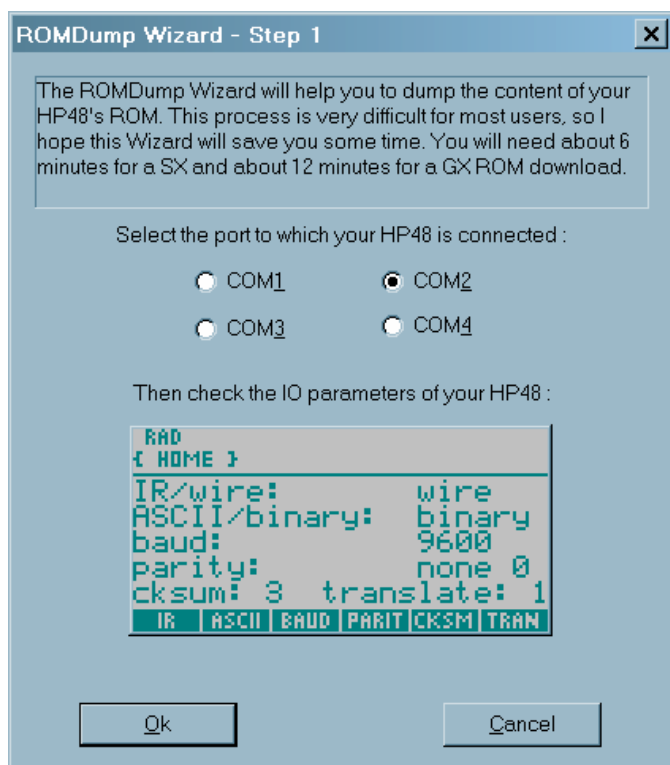 ROMDump Wizard - Step 1
The ROMDump Wizard will help you to dump the content of your
HP48's ROM. This process is very difficult for most users, so I
hope this Wizard will save you some time. You will need about 6
minutes for a SX and about 12 minutes for a GX ROM download.
Select the port to which your HP48 is connected :
COM1 COM2
COM3 COM4
Then check the IO parameters of your HP48 :
RAD
{ HOME }
IR/wire: wire
ASCII/binary: binary
baud: 9600
parity: none 0
cksum: 3 translate: 1
IR ASCII BAUD PARIT CKSM TRAN
Ok Cancel